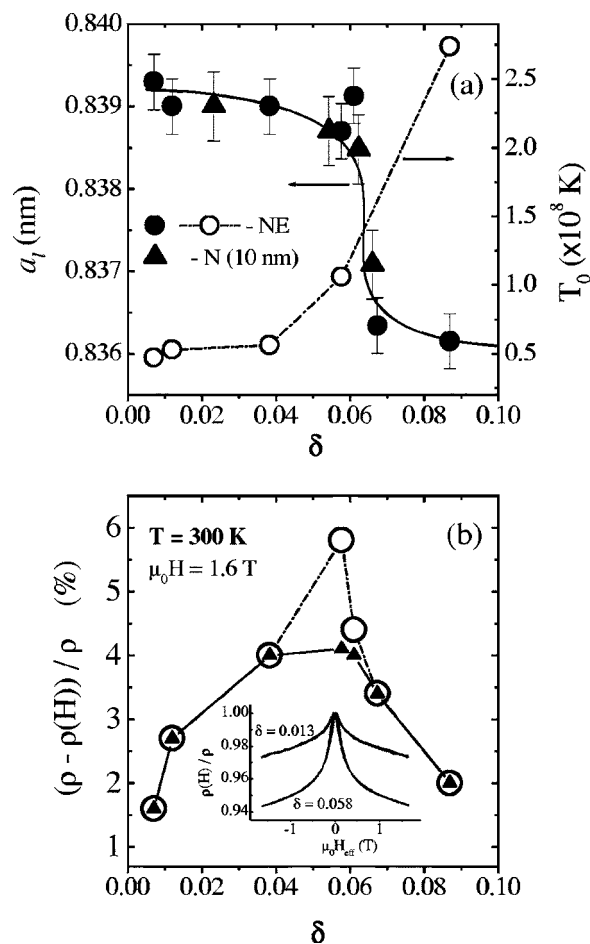 0.840
0.839
0.838
0.837
0.836
a_l (nm)
(a)
2.5
2.0
1.5
1.0
0.5
T_0 (x10^8 K)
- NE
- N (10 nm)
0.00 0.02 0.04 0.06 0.08 0.10
δ
(b)
T = 300 K
μ_0H = 1.6 T
6
5
4
3
2
1
(ρ - ρ(H)) / ρ (%)
1.00
0.98
0.96
0.94
ρ(H) / ρ
δ = 0.013
δ = 0.058
-1 0 1
μ_0H_eff (T)
0.00 0.02 0.04 0.06 0.08 0.10
δ